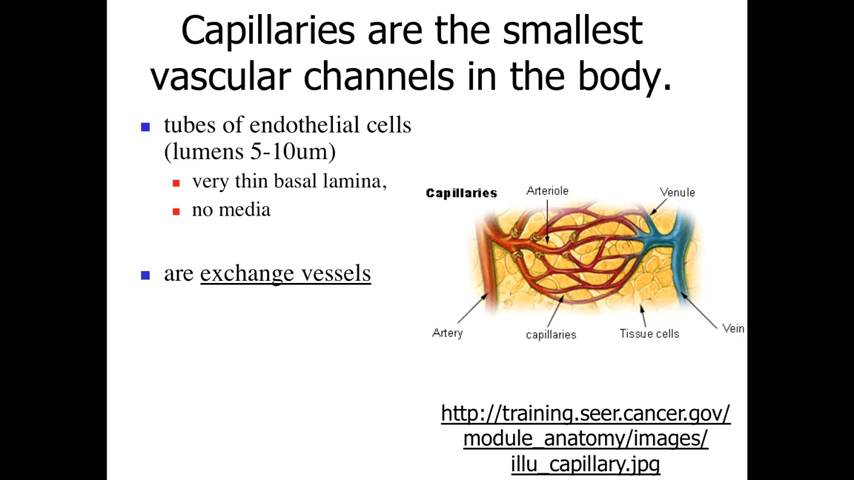 Capillaries are the smallest
vascular channels in the body.
tubes of endothelial cells
(lumens 5-10um)
very thin basal lamina,
no media
are exchange vessels
Capillaries
Arteriole
Venule
Artery
capillaries
Tissue cells
Vein
http://training.seer.cancer.gov/
module_anatomy/images/
illu_capillary.jpg